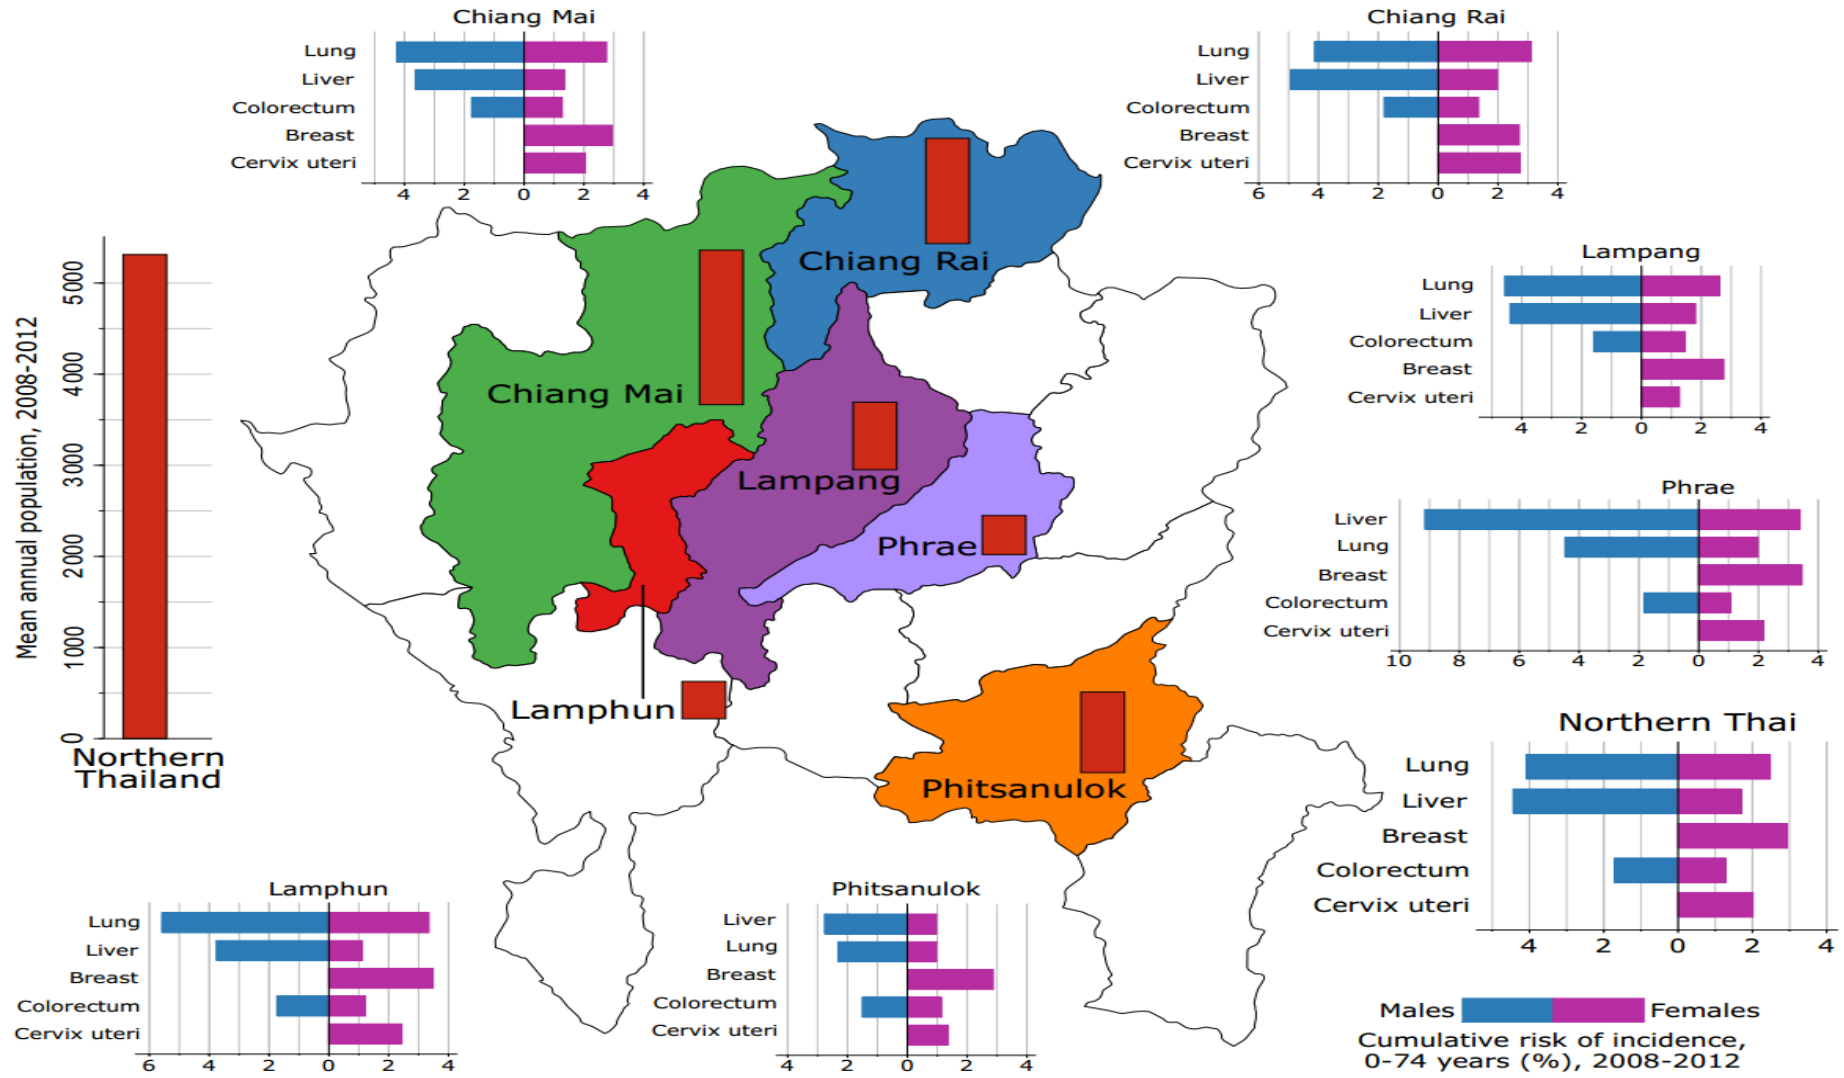 Chiang Mai
Lung
Liver
Colorectum
Breast
Cervix uteri
4 2 0 2 4
Chiang Rai
Lung
Liver
Colorectum
Breast
Cervix uteri
6 4 2 0 2 4
Lampang
Lung
Liver
Colorectum
Breast
Cervix uteri
4 2 0 2 4
Phrae
Liver
Lung
Breast
Colorectum
Cervix uteri
10 8 6 4 2 0 2 4
Northern Thai
Lung
Liver
Breast
Colorectum
Cervix uteri
4 2 0 2 4
Mean annual population, 2008-2012
5000
4000
3000
2000
1000
0
Northern
Thailand
Chiang Rai
Chiang Mai
Lampang
Phrae
Lamphun
Phitsanulok
Lamphun
Lung
Liver
Breast
Colorectum
Cervix uteri
6 4 2 0 2 4
Phitsanulok
Liver
Lung
Breast
Colorectum
Cervix uteri
4 2 0 2 4
Males Females
Cumulative risk of incidence,
0-74 years (%), 2008-2012